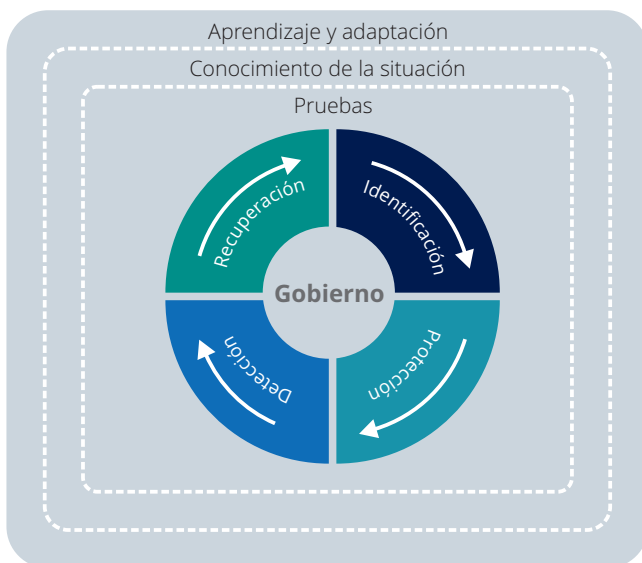 Aprendizaje y adaptación
Conocimiento de la situación
Pruebas
Recuperación
Identificación
Gobierno
Detección
Protección